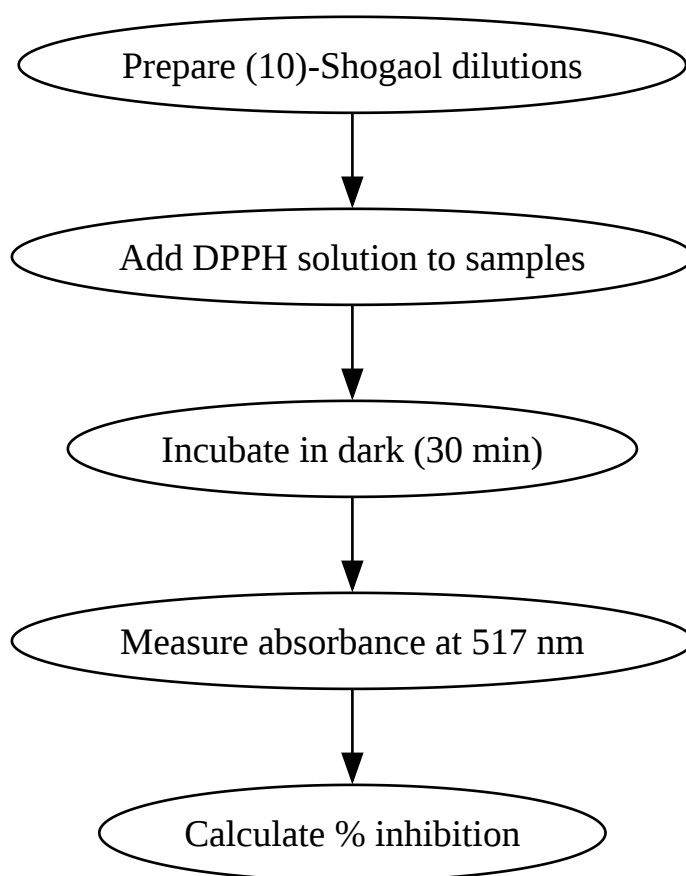 Prepare (10)-Shogaol dilutions
Add DPPH solution to samples
Incubate in dark (30 min)
Measure absorbance at 517 nm
Calculate % inhibition